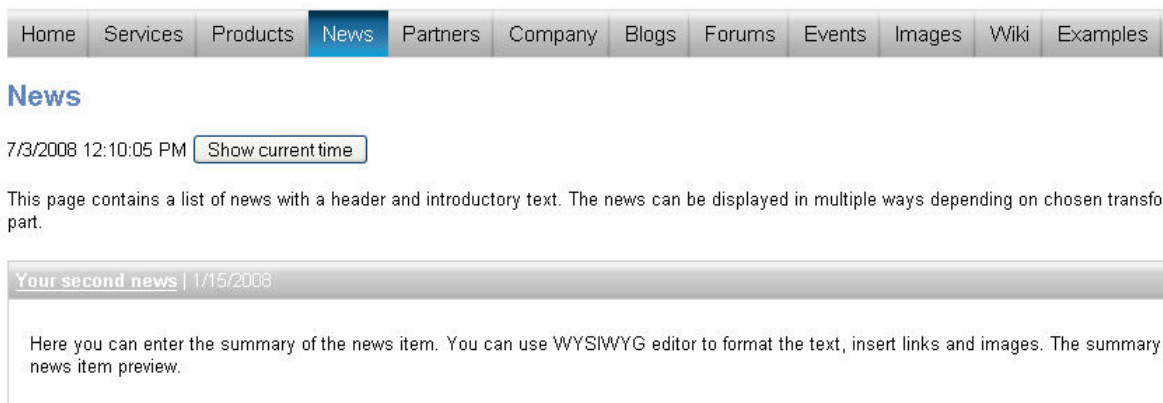 Home Services Products News Partners Company Blogs Forums Events Images Wiki Examples
News
7/3/2008 12:10:05 PM Show current time
This page contains a list of news with a header and introductory text. The news can be displayed in multiple ways depending on chosen transfo
part.
Your second news | 1/15/2008
Here you can enter the summary of the news item. You can use WYSIWYG editor to format the text, insert links and images. The summary
news item preview.